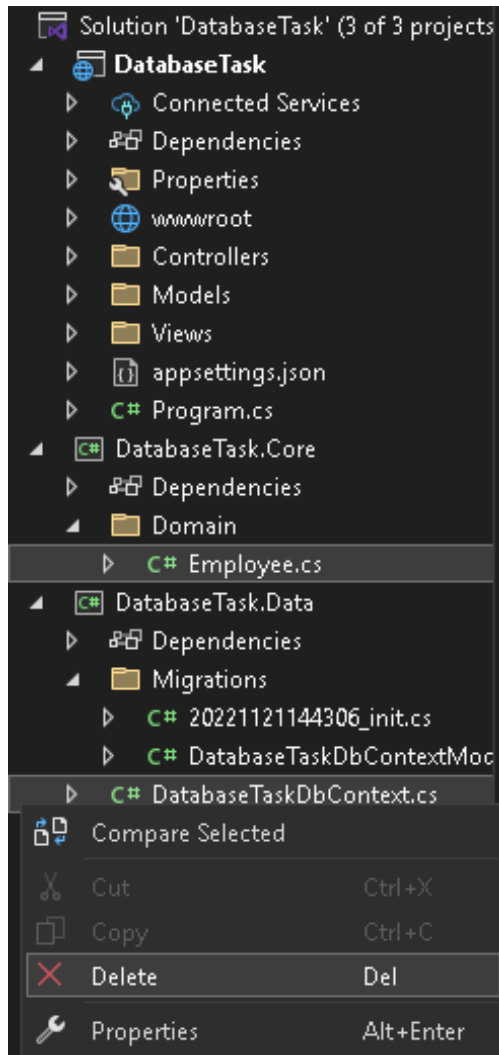 Solution 'DatabaseTask' (3 of 3 projects
DatabaseTask
Connected Services
Dependencies
Properties
wwwroot
Controllers
Models
Views
appsettings.json
C# Program.cs
C# DatabaseTask.Core
Dependencies
Domain
C# Employee.cs
C# DatabaseTask.Data
Dependencies
Migrations
C# 20221121144306_init.cs
C# DatabaseTaskDbContextMoc
C# DatabaseTaskDbContext.cs
Compare Selected
Cut Ctrl+X
Copy Ctrl+C
Delete Del
Properties Alt+Enter